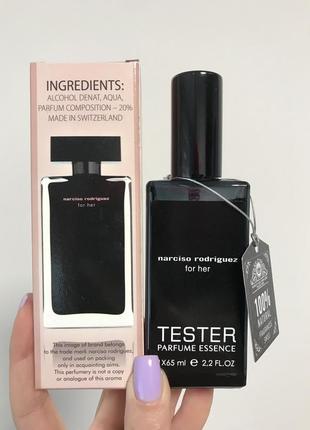 INGREDIENTS:
ALCOHOL DENAT, AQUA,
PARFUM COMPOSITION – 20%
MADE IN SWITZERLAND
narciso rodriguez
for her
This image of brand belongs
to the trade mark narciso rodriguez,
and used on packing
only in acquainting aims.
This perfumery is not a copy
or analogue of this aroma
narciso rodriguez
for her
TESTER
PARFUME ESSENCE
1X65 ml e 2.2 FL.OZ
100%
NATURAL